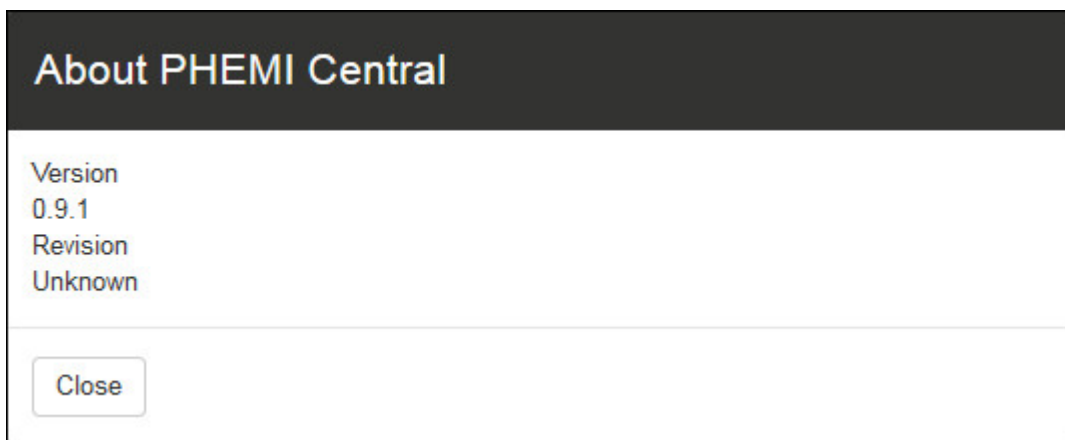 About PHEMI Central
Version
0.9.1
Revision
Unknown
Close